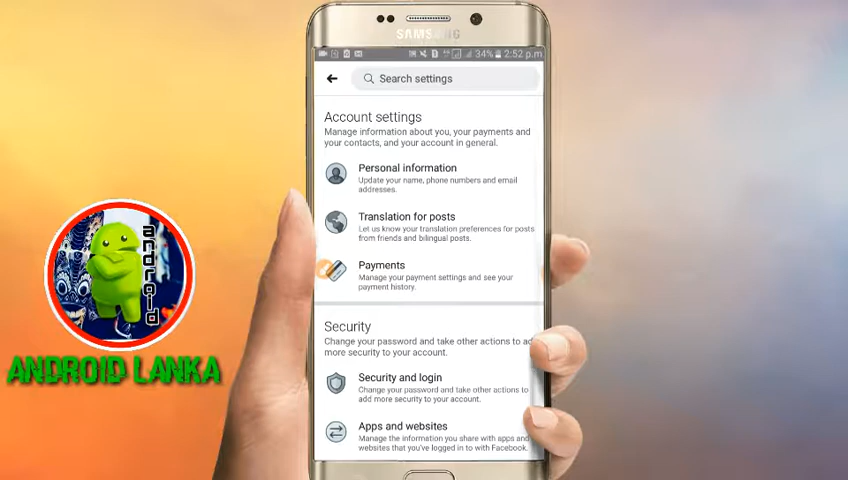 SAMSUNG
34% 2:52 p.m
Search settings
Account settings
Manage information about you, your payments and
your contacts, and your account in general.
Personal information
Update your name, phone numbers and email
addresses.
Translation for posts
Let us know your translation preferences for posts
from friends and bilingual posts.
Payments
Manage your payment settings and see your
payment history.
Security
Change your password and take other actions to
more security to your account.
Security and login
Change your password and take other actions to
add more security to your account.
Apps and websites
Manage the information you share with apps and
websites that you've logged in to with Facebook.
android
ANDROID LANKA